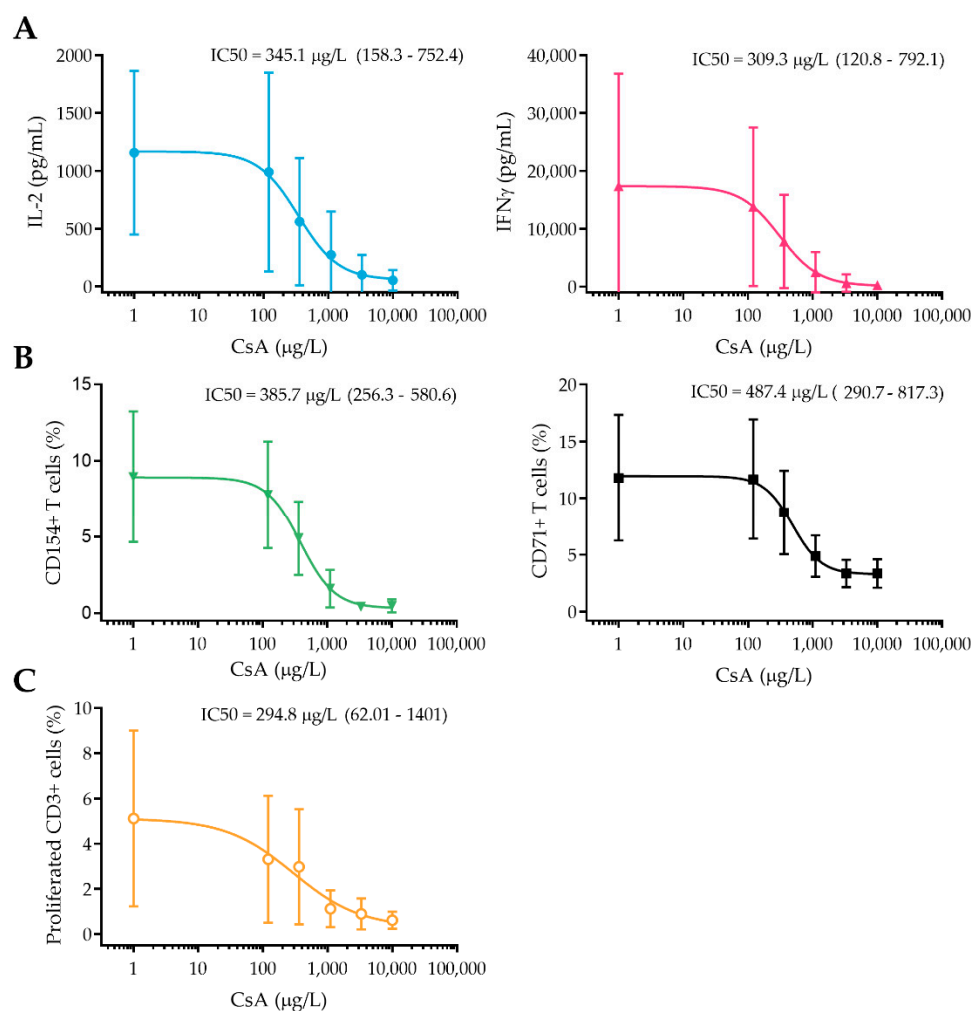 A
IC50 = 345.1 μg/L (158.3 - 752.4)
IL-2 (pg/mL)
2000
1500
1000
500
0
1 10 100 1,000 10,000 100,000
CsA (μg/L)
IC50 = 309.3 μg/L (120.8 - 792.1)
IFNγ (pg/mL)
40,000
30,000
20,000
10,000
0
1 10 100 1,000 10,000 100,000
CsA (μg/L)
B
IC50 = 385.7 μg/L (256.3 - 580.6)
CD154+ T cells (%)
15
10
5
0
1 10 100 1,000 10,000 100,000
CsA (μg/L)
IC50 = 487.4 μg/L ( 290.7 - 817.3)
CD71+ T cells (%)
20
15
10
5
0
1 10 100 1,000 10,000 100,000
CsA (μg/L)
C
IC50 = 294.8 μg/L (62.01 - 1401)
Proliferated CD3+ cells (%)
10
8
6
4
2
0
1 10 100 1,000 10,000 100,000
CsA (μg/L)